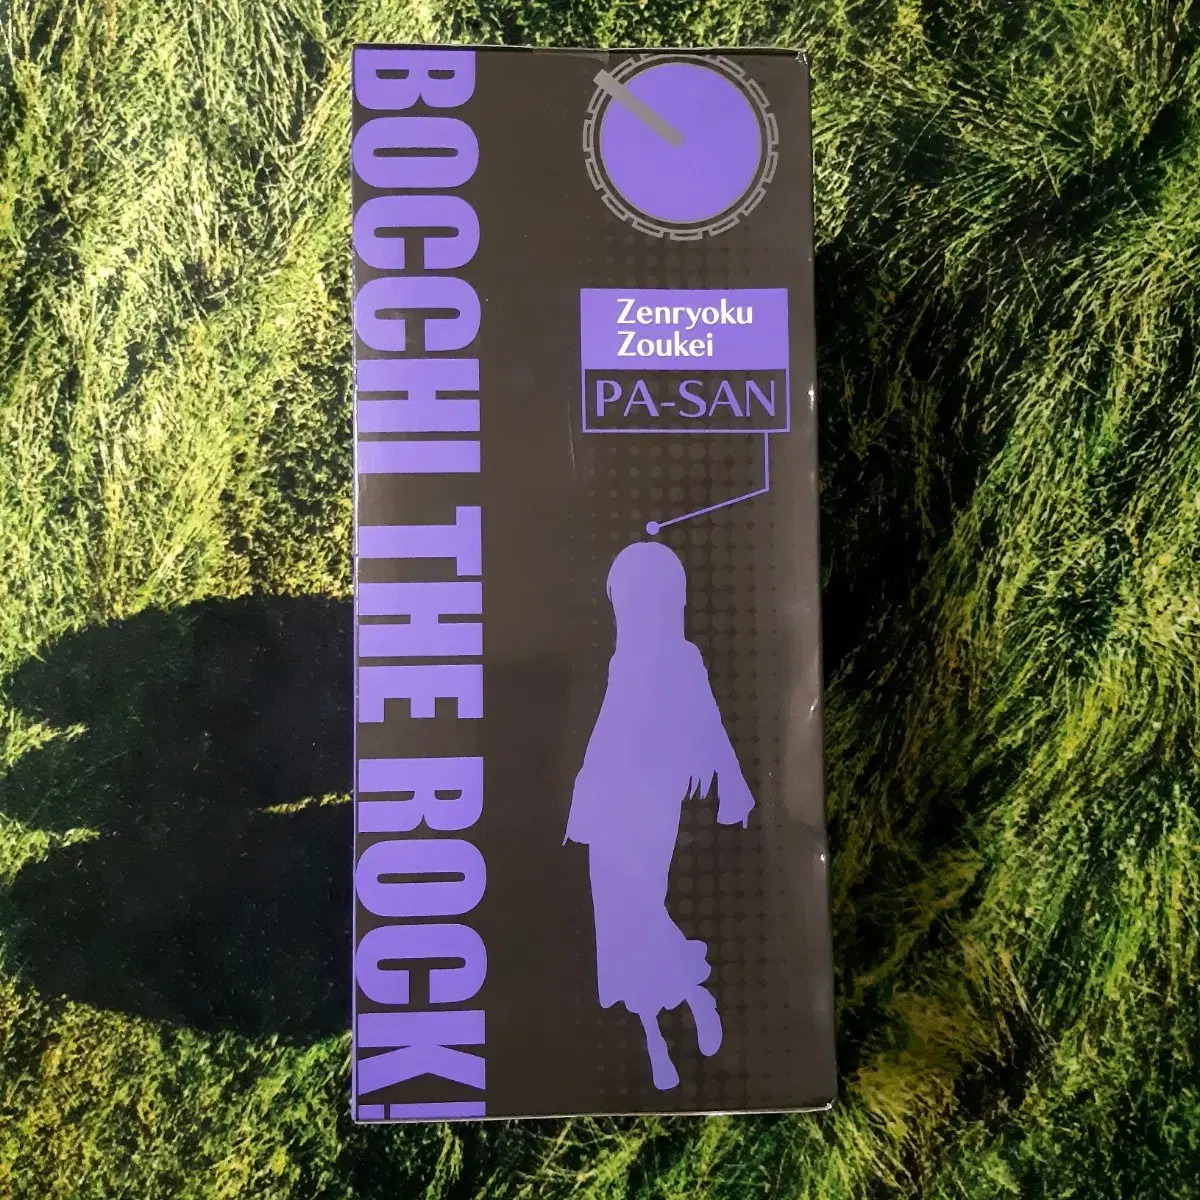 BOCCHI THE ROCK!
Zenryoku
Zoukei
PA-SAN